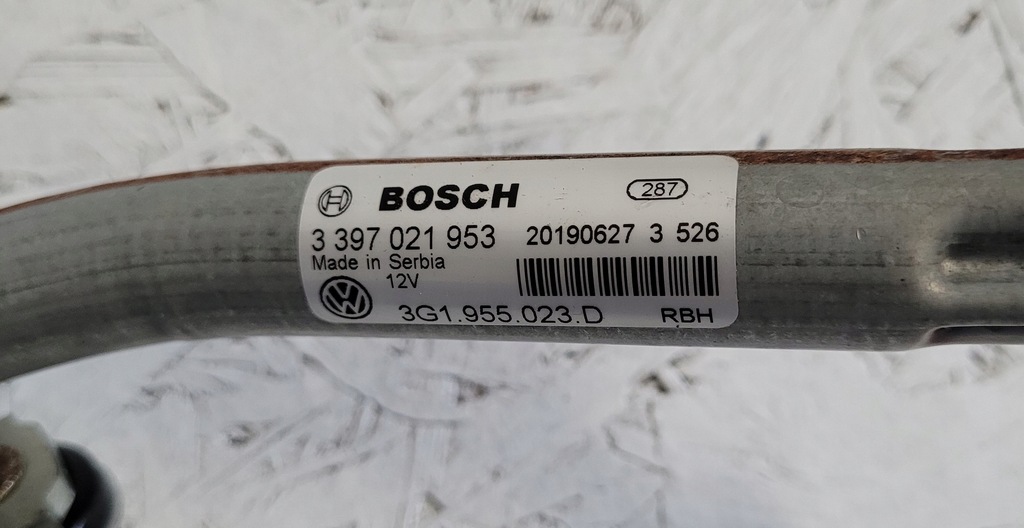 BOSCH 287
3 397 021 953 20190627 3 526
Made in Serbia
12V
3G1.955.023.D RBH